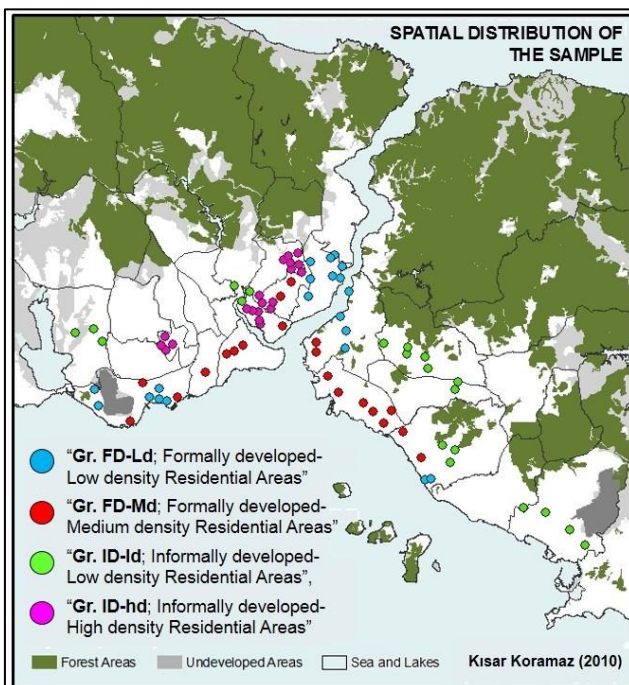 SPATIAL DISTRIBUTION OF
THE SAMPLE
"Gr. FD-Ld; Formally developed-
Low density Residential Areas"
"Gr. FD-Md; Formally developed-
Medium density Residential Areas"
"Gr. ID-ld; Informally developed-
Low density Residential Areas",
"Gr. ID-hd; Informally developed-
High density Residential Areas"
Forest Areas
Undeveloped Areas
Sea and Lakes
Kısar Koramaz (2010)